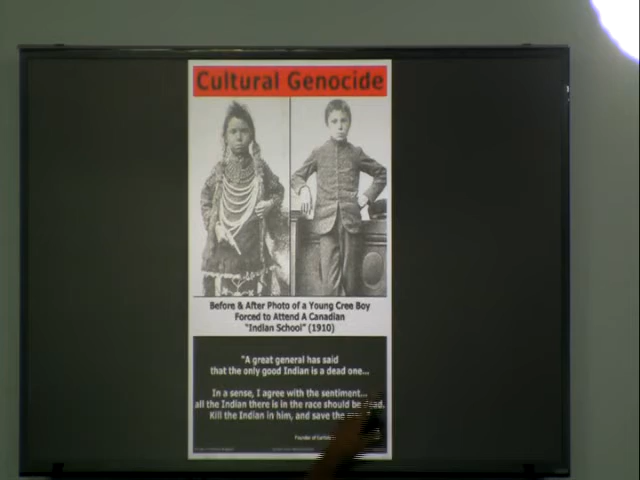 Cultural Genocide
Before & After Photo of a Young Cree Boy
Forced to Attend A Canadian
"Indian School" (1910)
"A great general has said
that the only good Indian is a dead one...
In a sense, I agree with the sentiment...
all the Indian there is in the race should be dead.
Kill the Indian in him, and save the
Founder of